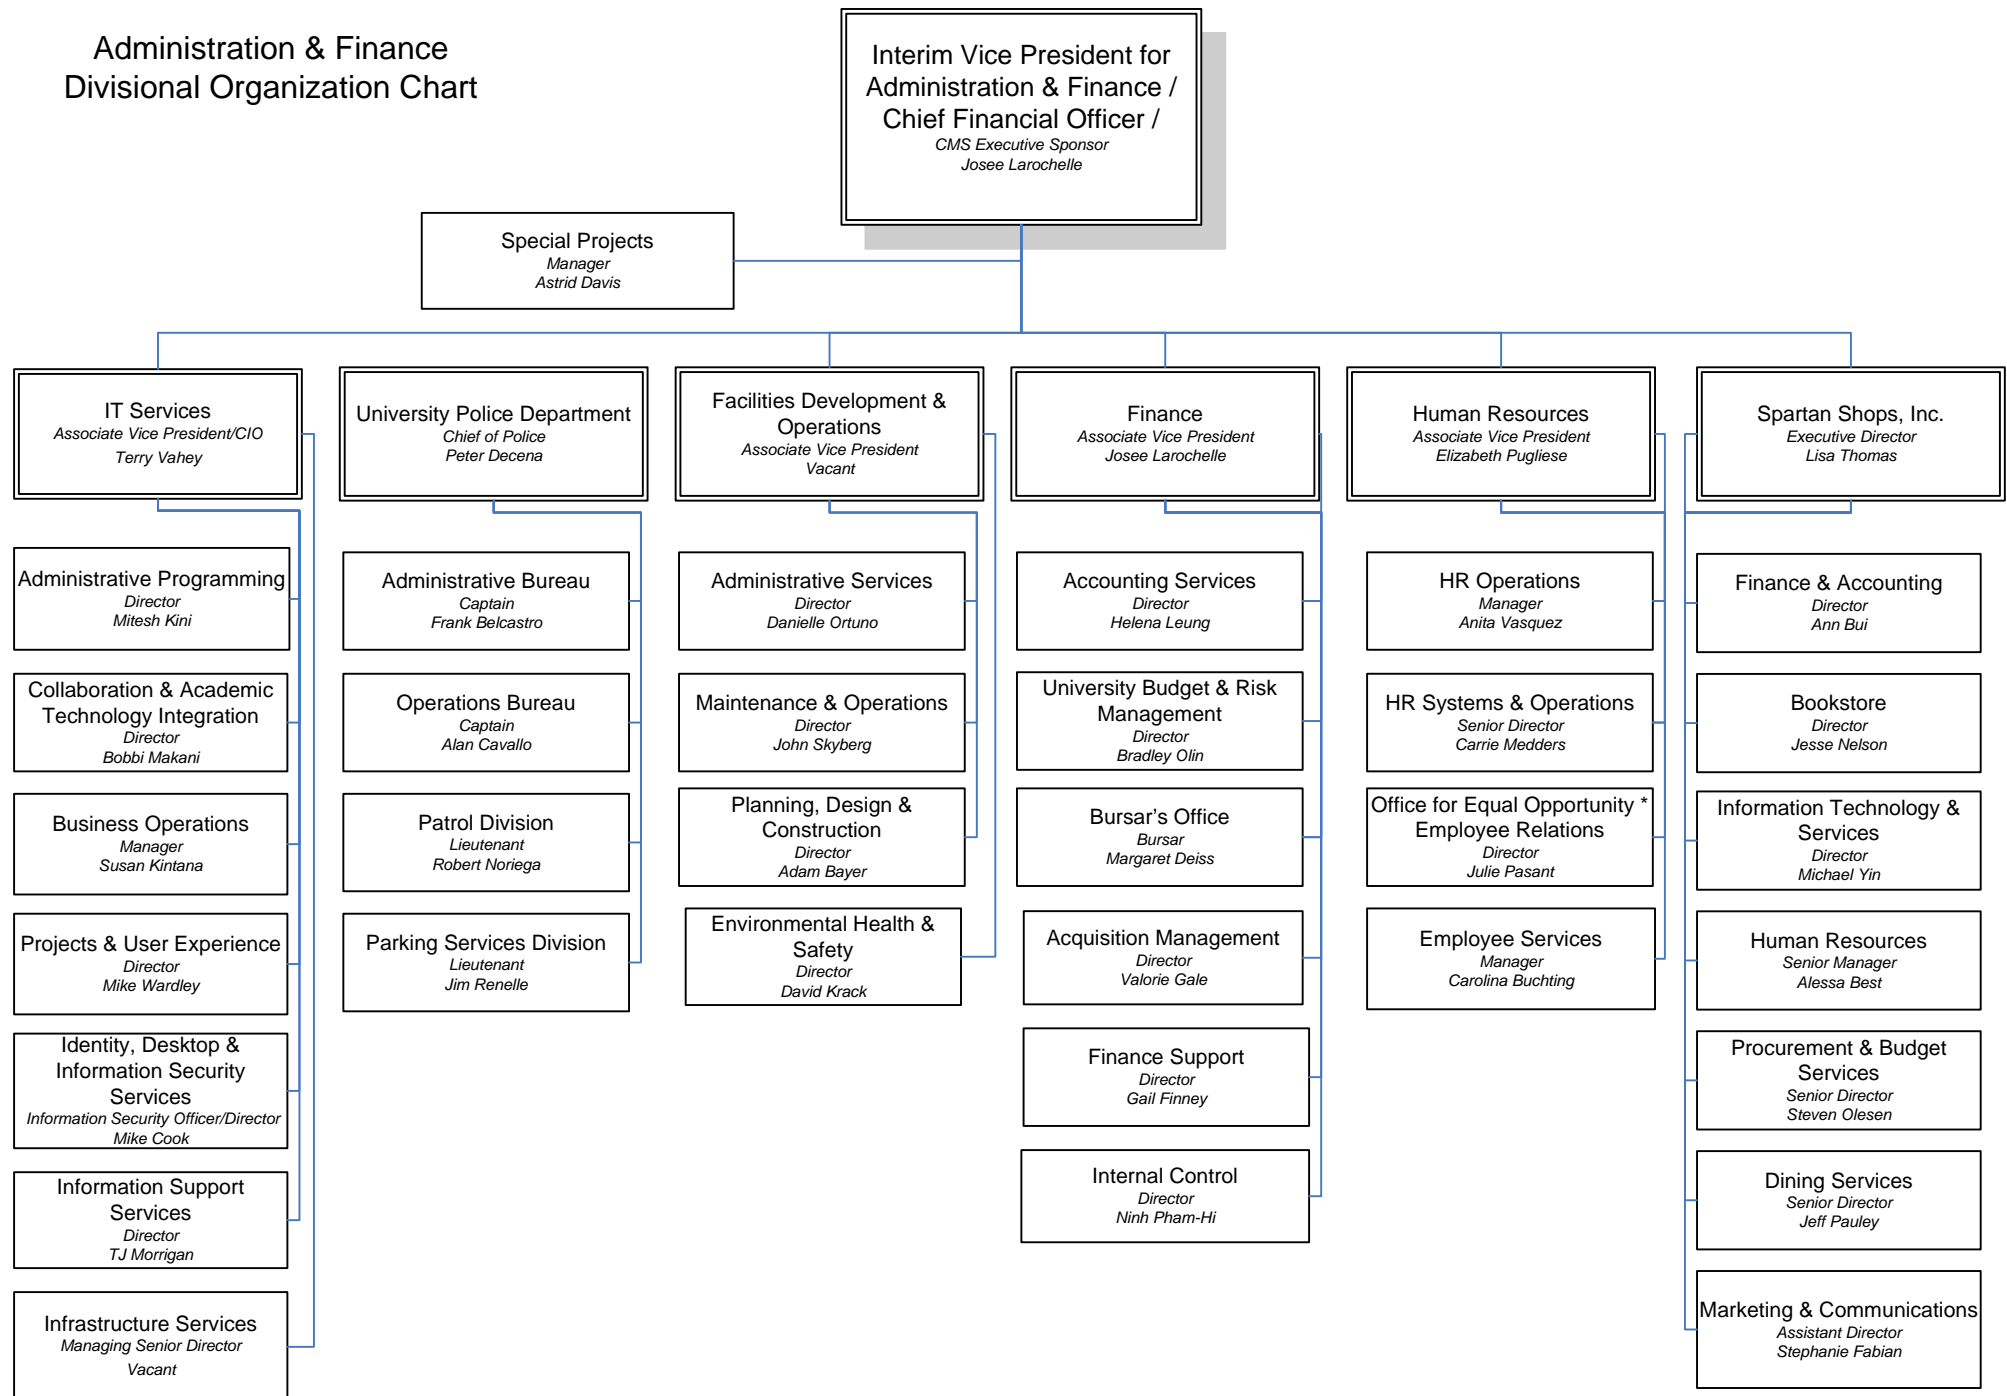 Administration & Finance
Divisional Organization Chart
Interim Vice President for
Administration & Finance /
Chief Financial Officer /
CMS Executive Sponsor
Josee Larochelle
Special Projects
Manager
Astrid Davis
IT Services
Associate Vice President/CIO
Terry Vahey
Administrative Programming
Director
Mitesh Kini
Collaboration & Academic
Technology Integration
Director
Bobbi Makani
Business Operations
Manager
Susan Kintana
Projects & User Experience
Director
Mike Wardley
Identity, Desktop &
Information Security
Services
Information Security Officer/Director
Mike Cook
Information Support
Services
Director
TJ Morrigan
Infrastructure Services
Managing Senior Director
Vacant
University Police Department
Chief of Police
Peter Decena
Administrative Bureau
Captain
Frank Belcastro
Operations Bureau
Captain
Alan Cavallo
Patrol Division
Lieutenant
Robert Noriega
Parking Services Division
Lieutenant
Jim Renelle
Facilities Development &
Operations
Associate Vice President
Vacant
Administrative Services
Director
Danielle Ortuno
Maintenance & Operations
Director
John Skyberg
Planning, Design &
Construction
Director
Adam Bayer
Environmental Health &
Safety
Director
David Krack
Finance
Associate Vice President
Josee Larochelle
Accounting Services
Director
Helena Leung
University Budget & Risk
Management
Director
Bradley Olin
Bursar's Office
Bursar
Margaret Deiss
Acquisition Management
Director
Valorie Gale
Finance Support
Director
Gail Finney
Internal Control
Director
Ninh Pham-Hi
Human Resources
Associate Vice President
Elizabeth Pugliese
HR Operations
Manager
Anita Vasquez
HR Systems & Operations
Senior Director
Carrie Medders
Office for Equal Opportunity *
Employee Relations
Director
Julie Pasant
Employee Services
Manager
Carolina Buchting
Spartan Shops, Inc.
Executive Director
Lisa Thomas
Finance & Accounting
Director
Ann Bui
Bookstore
Director
Jesse Nelson
Information Technology &
Services
Director
Michael Yin
Human Resources
Senior Manager
Alessa Best
Procurement & Budget
Services
Senior Director
Steven Olesen
Dining Services
Senior Director
Jeff Pauley
Marketing & Communications
Assistant Director
Stephanie Fabian